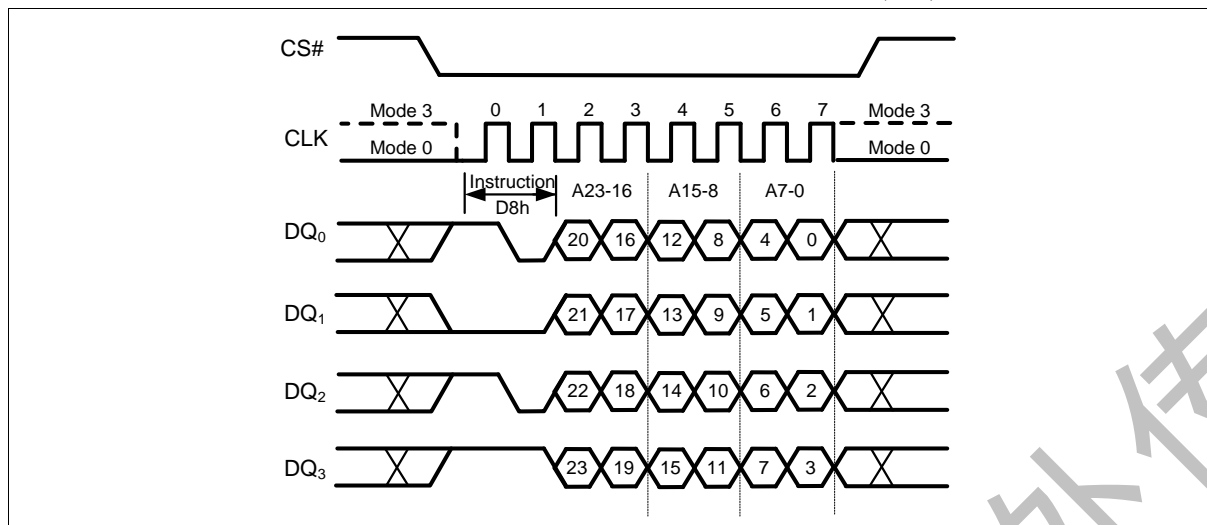 CS#
0 1 2 3 4 5 6 7
Mode 3 Mode 3
CLK
Mode 0 Mode 0
Instruction A23-16 A15-8 A7-0
D8h
DQ0 20 16 12 8 4 0
DQ1 21 17 13 9 5 1
DQ2 22 18 14 10 6 2
DQ3 23 19 15 11 7 3
外传